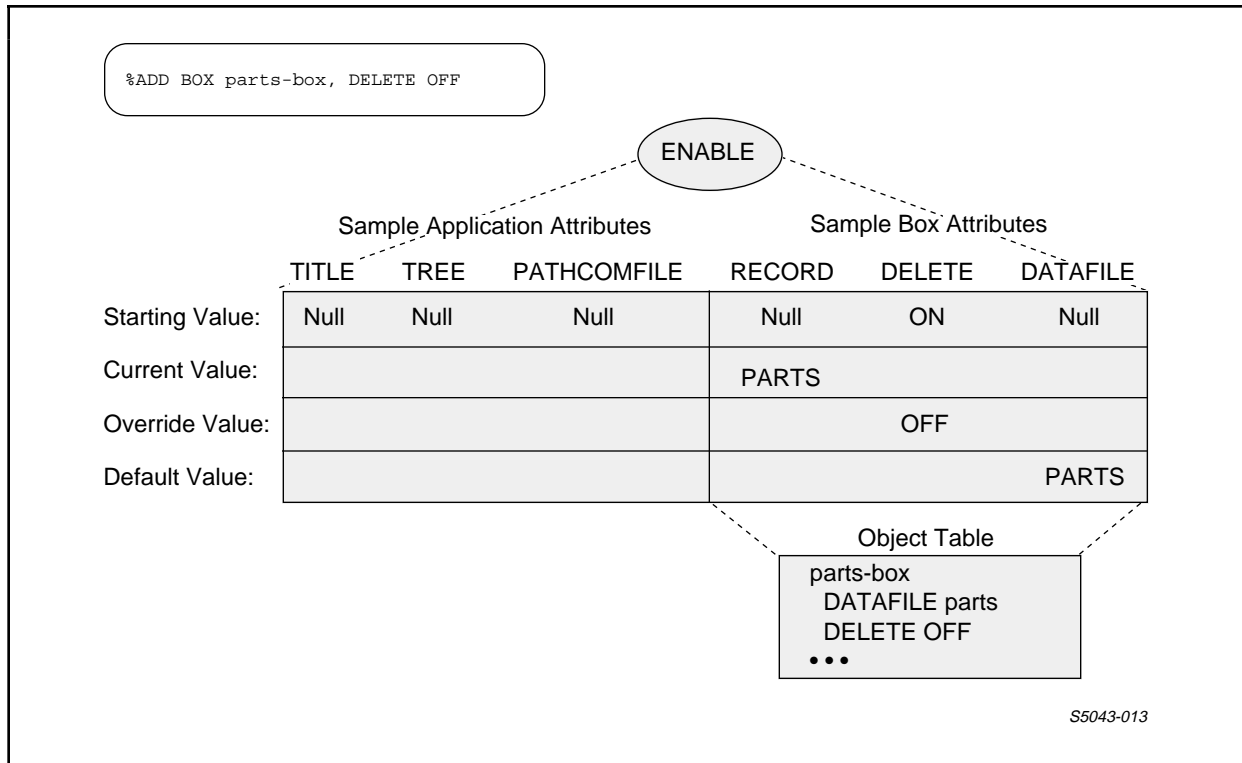 %ADD BOX parts-box, DELETE OFF
ENABLE
Sample Application Attributes Sample Box Attributes
TITLE TREE PATHCOMFILE RECORD DELETE DATAFILE
Starting Value: Null Null Null Null ON Null
Current Value: PARTS
Override Value: OFF
Default Value: PARTS
Object Table
parts-box
DATAFILE parts
DELETE OFF
•••
S5043-013